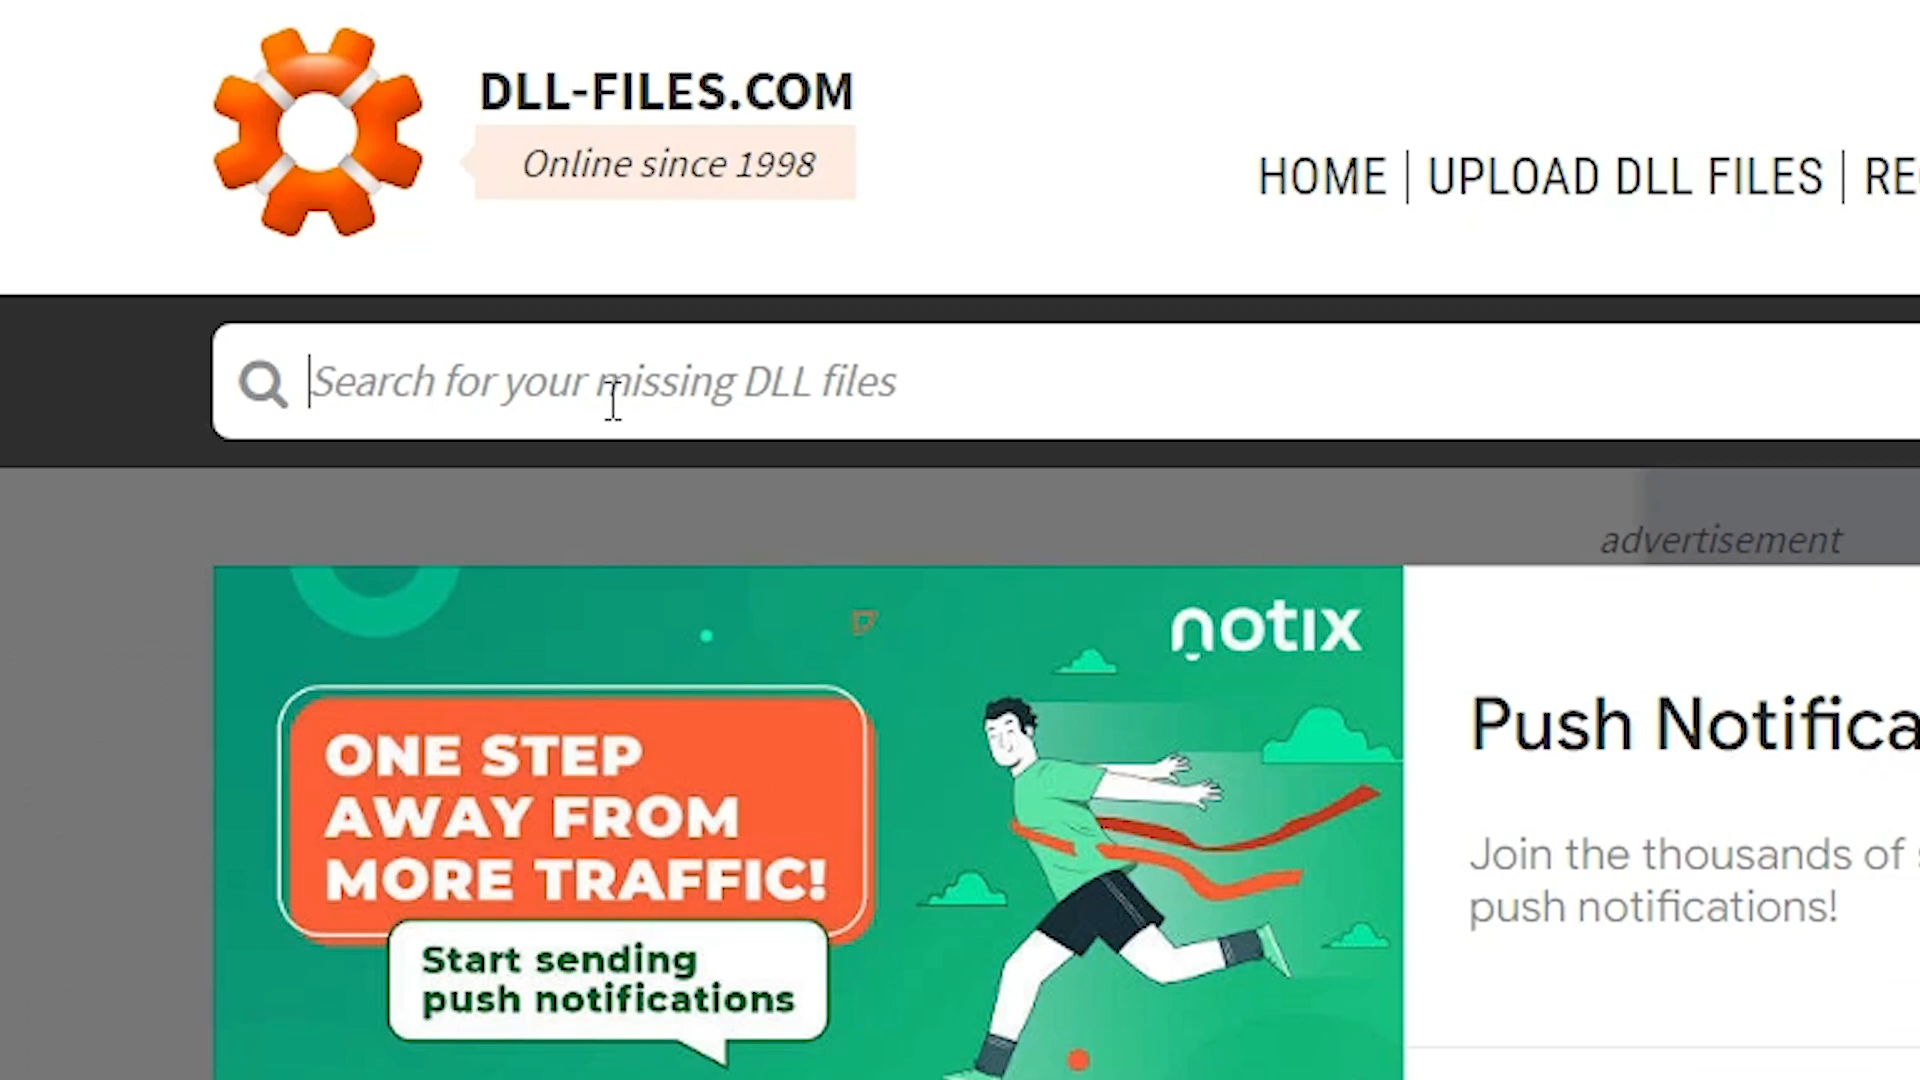 DLL-FILES.COM
Online since 1998
HOME | UPLOAD DLL FILES |
Search for your missing DLL files
advertisement
notix
ONE STEP
AWAY FROM
MORE TRAFFIC!
Start sending
push notifications
Push
Join the thousands of
push notifications!